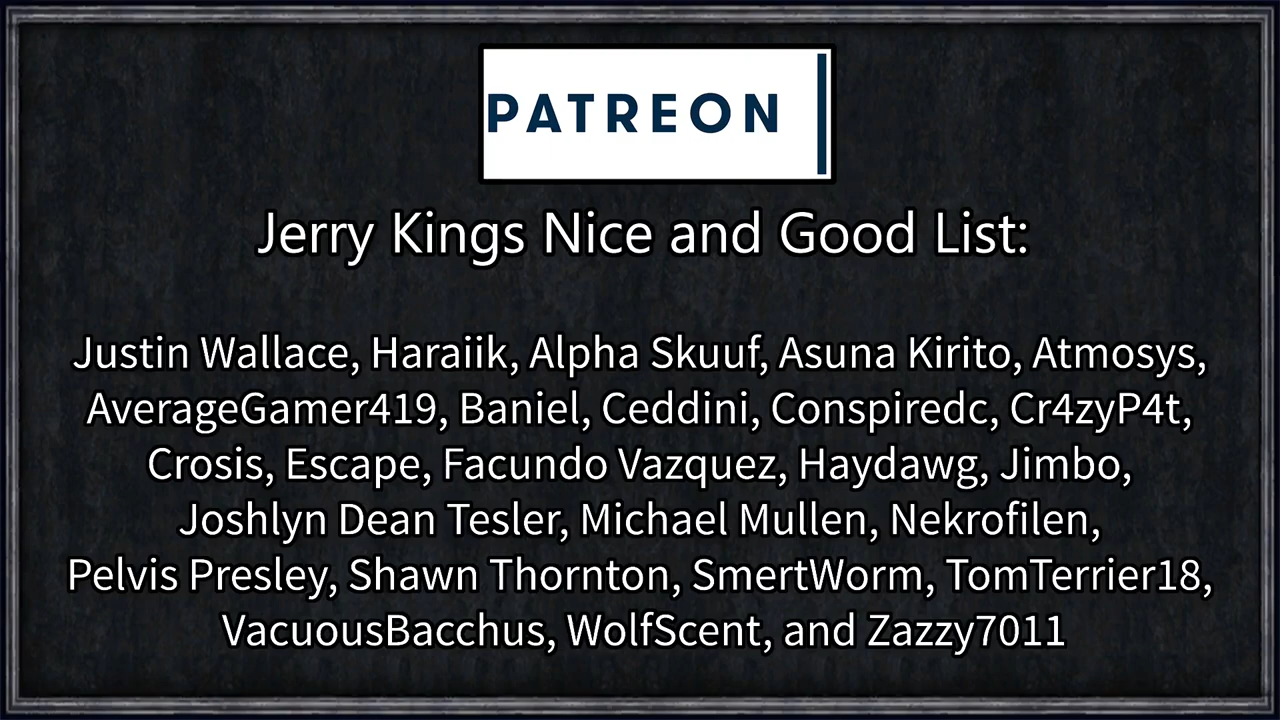 PATREON
Jerry Kings Nice and Good List:
Justin Wallace, Haraiik, Alpha Skuuf, Asuna Kirito, Atmosys,
AverageGamer419, Baniel, Ceddini, Conspiredc, Cr4zyP4t,
Crosis, Escape, Facundo Vazquez, Haydawg, Jimbo,
Joshlyn Dean Tesler, Michael Mullen, Nekrofilen,
Pelvis Presley, Shawn Thornton, SmertWorm, TomTerrier18,
VacuousBacchus, WolfScent, and Zazzy7011